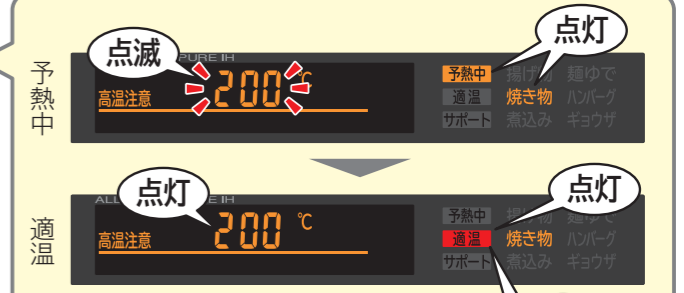 予熱中
点滅
PURE IH
200 ℃
高温注意
点灯
予熱中 揚げ物 麺ゆで
適温 焼き物 ハンバーグ
サポート 煮込み ギョウザ
適温
点灯
ALL
E IH
200 ℃
高温注意
点灯
予熱中
適温 焼き物 ハンバーグ
サポート 煮込み ギョウザ